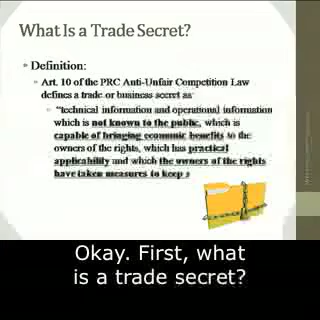 What Is a Trade Secret?
Definition:
Art. 10 of the PRC Anti-Unfair Competition Law
defines a trade or business secret as
"technical information and operational information
which is not known to the public, which is
capable of bringing economic benefits to the
owners of the rights, which has practical
applicability and which the owners of the rights
have taken measures to keep s
Okay. First, what
is a trade secret?